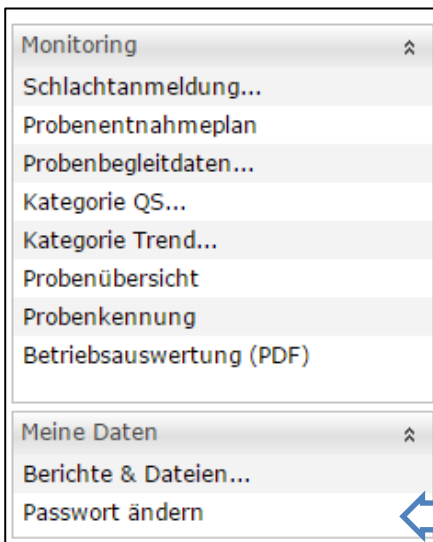 Monitoring
Schlachtanmeldung...
Probenentnahmeplan
Probenbegleitdaten...
Kategorie QS...
Kategorie Trend...
Probenübersicht
Probenkennung
Betriebsauswertung (PDF)
Meine Daten
Berichte & Dateien...
Passwort ändern